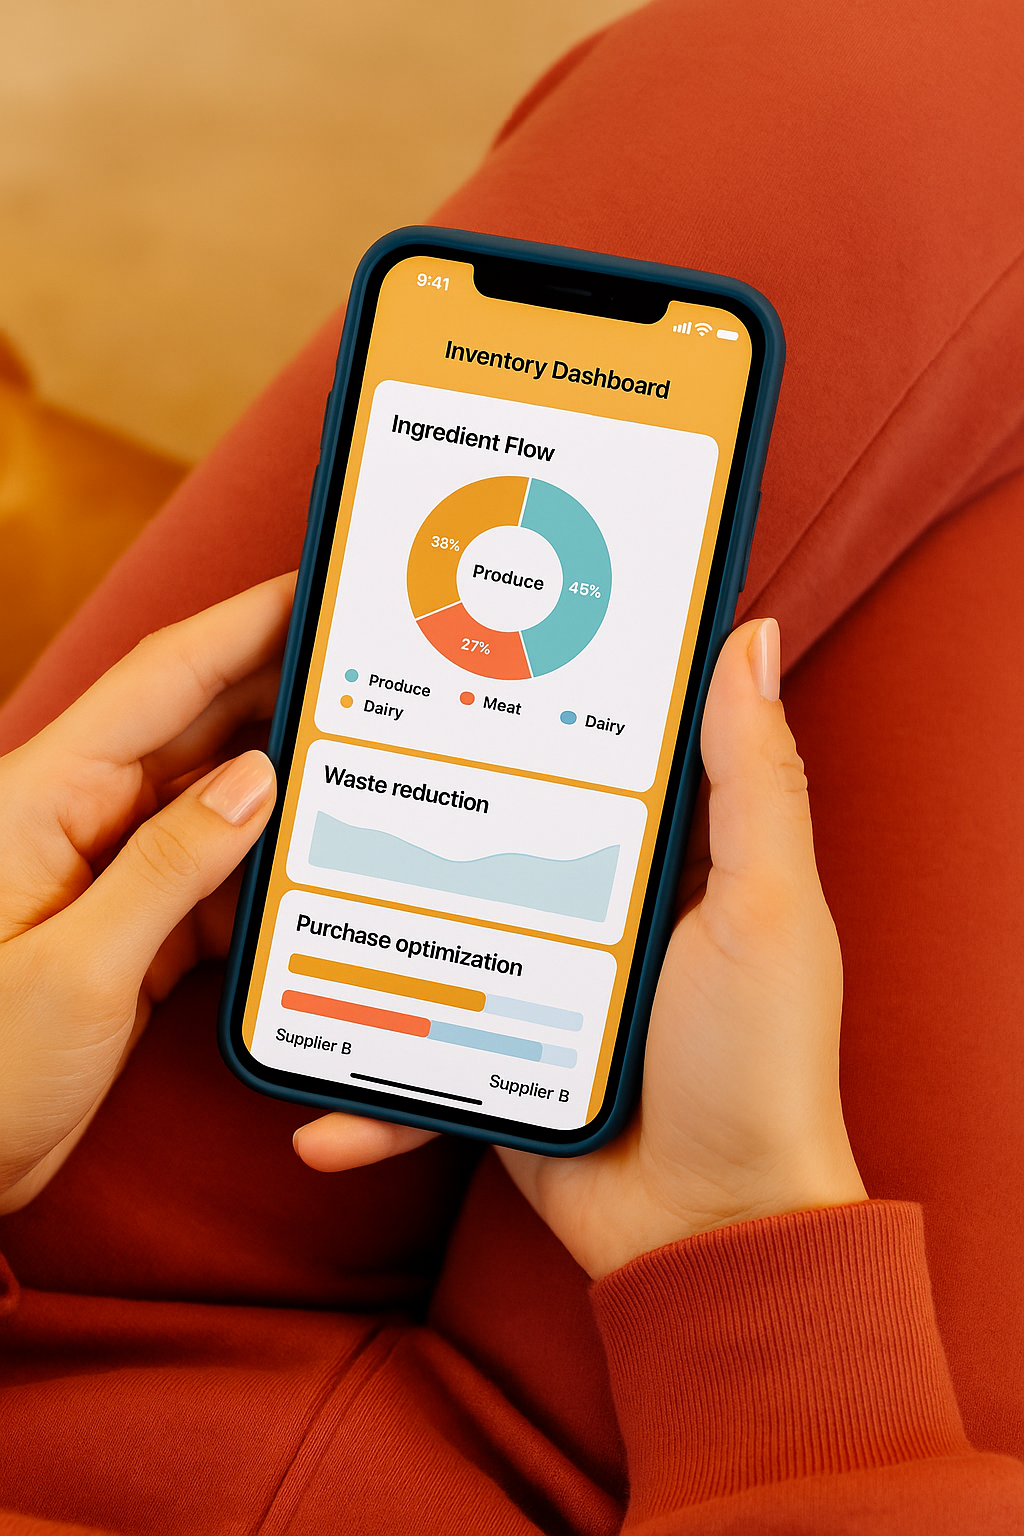 9:41
Inventory Dashboard
Ingredient Flow
38%
Produce
45%
27%
Produce
Meat
Dairy
Dairy
Waste reduction
Purchase optimization
Supplier B
Supplier B